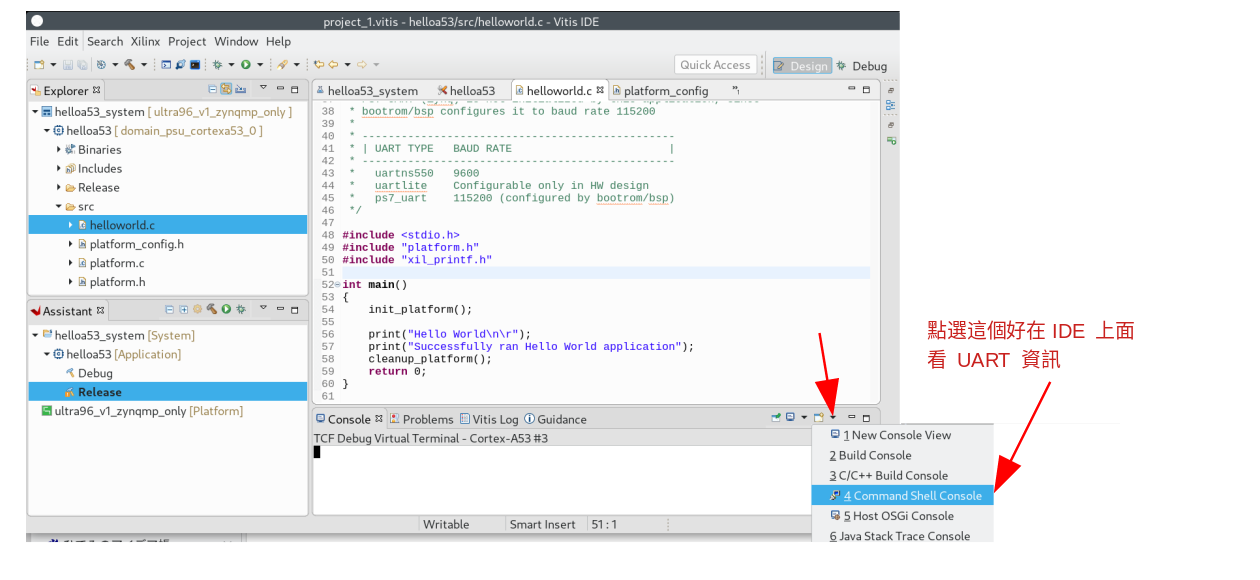 project_1.vitis - helloa53/src/helloworld.c - Vitis IDE
File Edit Search Xilinx Project Window Help
Quick Access Design Debug
Explorer
helloa53_system [ ultra96_v1_zynqmp_only ]
helloa53 [ domain_psu_cortexa53_0 ]
Binaries
Includes
Release
src
helloworld.c
platform_config.h
platform.c
platform.h
Assistant
helloa53_system [System]
helloa53 [Application]
Debug
Release
ultra96_v1_zynqmp_only [Platform]
helloa53_system helloa53 helloworld.c platform_config
38 * bootrom/bsp configures it to baud rate 115200
39 *
40 * ------------------------------------------------
41 * | UART TYPE   BAUD RATE                        |
42 * ------------------------------------------------
43 *   uartns550   9600
44 *   uartlite    Configurable only in HW design
45 *   ps7_uart    115200 (configured by bootrom/bsp)
46 */
47
48 #include <stdio.h>
49 #include "platform.h"
50 #include "xil_printf.h"
51
52 int main()
53 {
54     init_platform();
55
56     print("Hello World\n\r");
57     print("Successfully ran Hello World application");
58     cleanup_platform();
59     return 0;
60 }
61
Console Problems Vitis Log Guidance
TCF Debug Virtual Terminal - Cortex-A53 #3
Writable Smart Insert 51 : 1
1 New Console View
2 Build Console
3 C/C++ Build Console
4 Command Shell Console
5 Host OSGi Console
6 Java Stack Trace Console
點選這個好在 IDE 上面
看 UART 資訊